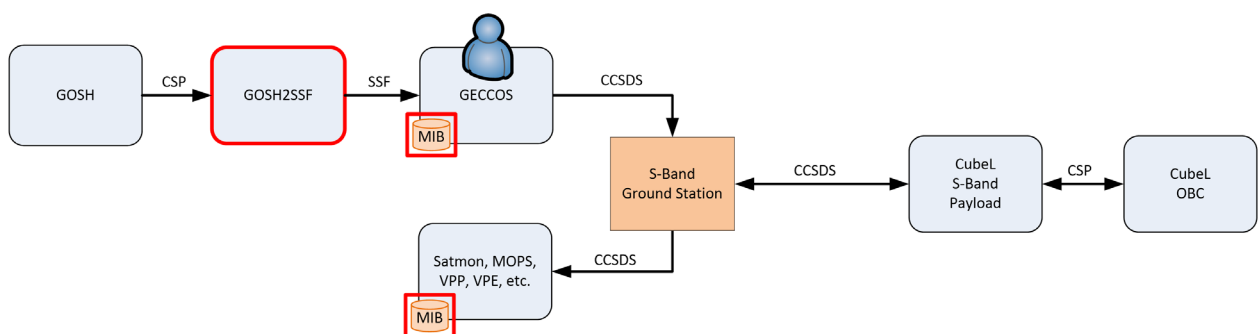 GOSH
CSP
GOSH2SSF
SSF
GECCOS
MIB
CCSDS
S-Band
Ground Station
CCSDS
CubeL
S-Band
Payload
CSP
CubeL
OBC
CCSDS
Satmon, MOPS,
VPP, VPE, etc.
MIB